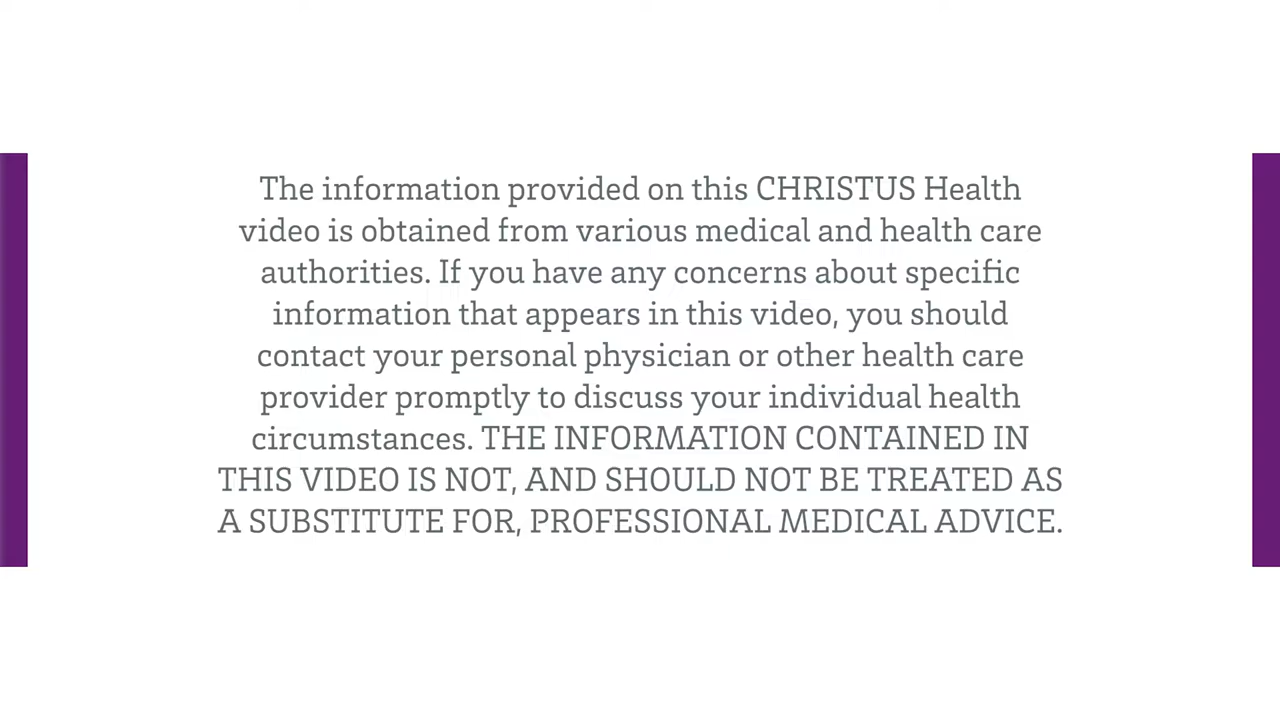 The information provided on this CHRISTUS Health
video is obtained from various medical and health care
authorities. If you have any concerns about specific
information that appears in this video, you should
contact your personal physician or other health care
provider promptly to discuss your individual health
circumstances. THE INFORMATION CONTAINED IN
THIS VIDEO IS NOT, AND SHOULD NOT BE TREATED AS
A SUBSTITUTE FOR, PROFESSIONAL MEDICAL ADVICE.